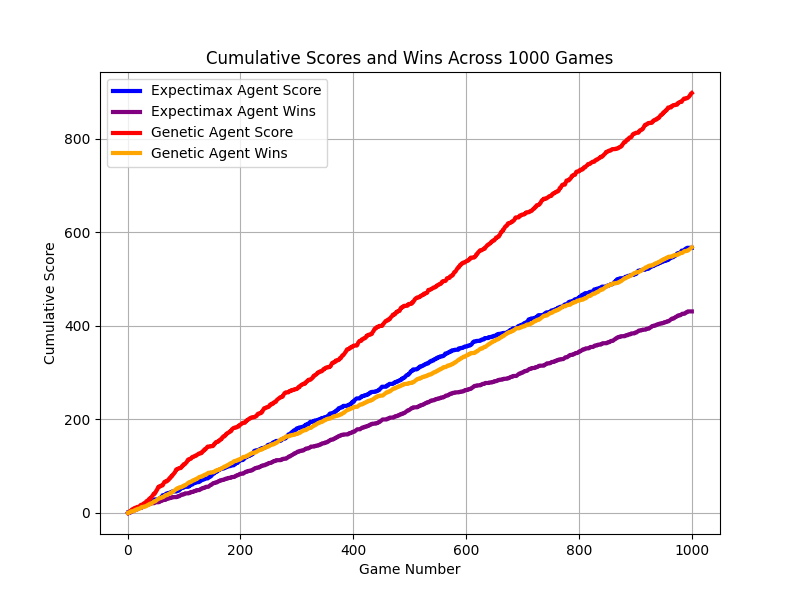 Cumulative Scores and Wins Across 1000 Games
Expectimax Agent Score
Expectimax Agent Wins
Genetic Agent Score
Genetic Agent Wins
Cumulative Score
800
600
400
200
0
0 200 400 600 800 1000
Game Number